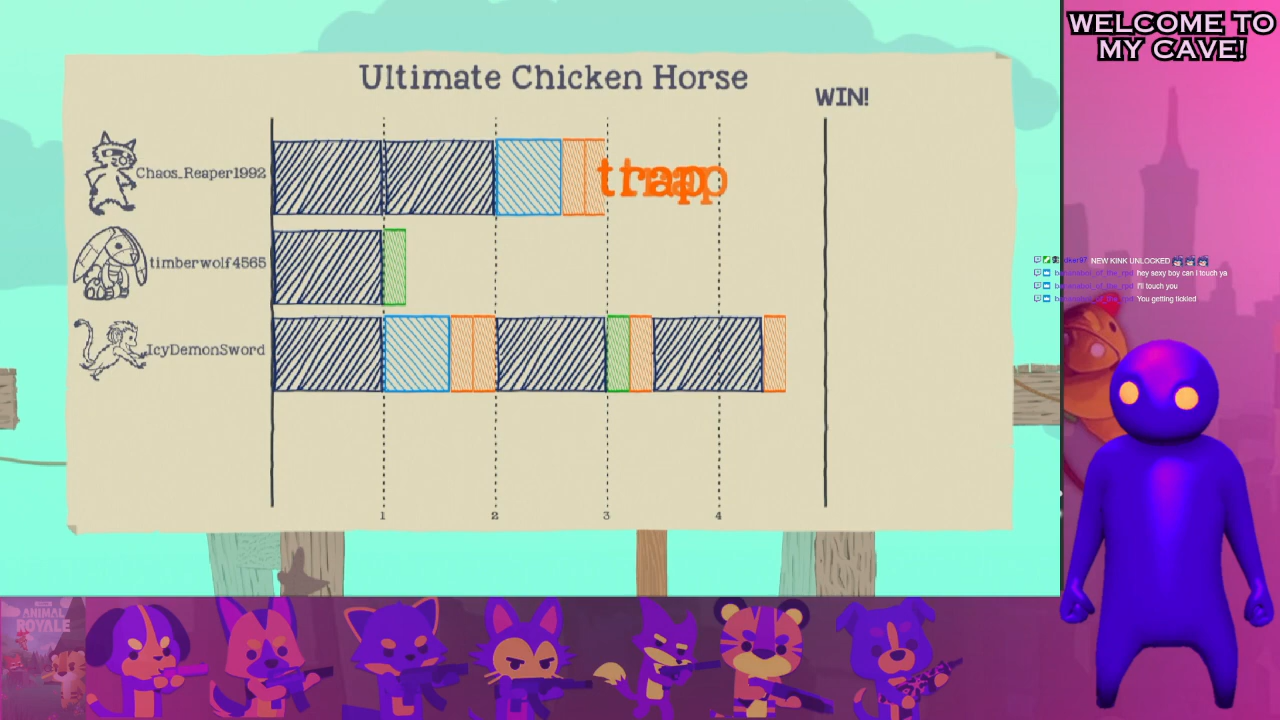 WELCOME TO
MY CAVE!
Ultimate Chicken Horse
WIN!
Chaos_Reaper1992
trap
trap
timberwolf4565
IcyDemonSword
1
2
3
4
NEW KINK UNLOCKED
hey sexy boy can i touch ya
I'll touch you
You getting tickled
ANIMAL
ROYALE